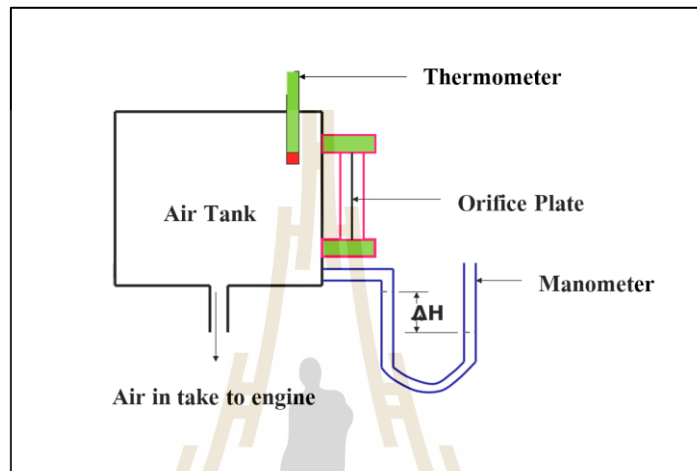 Thermometer
Air Tank
Orifice Plate
Manometer
ΔH
Air in take to engine